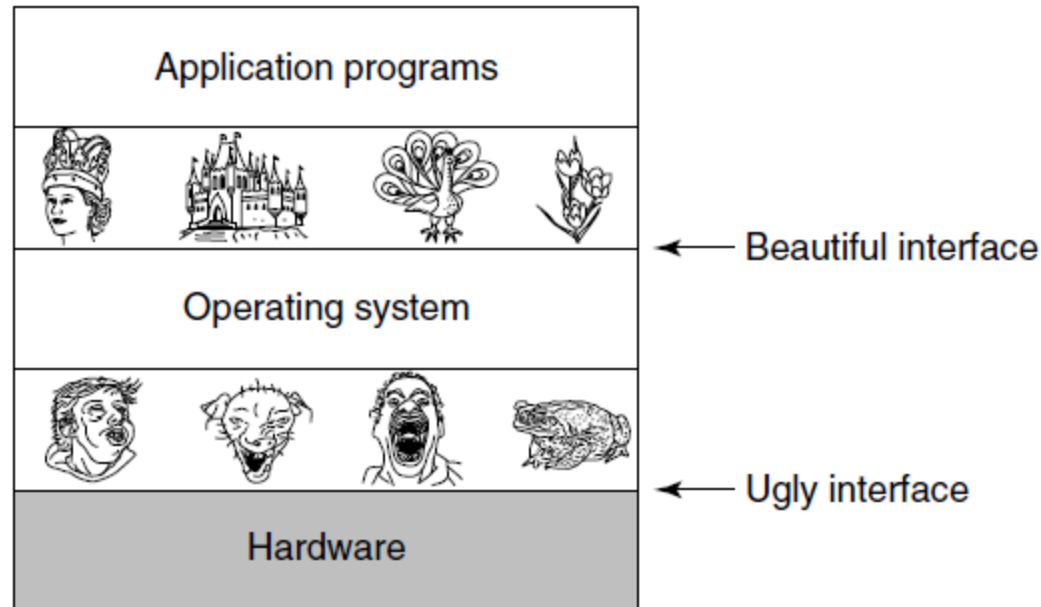 Application programs
Beautiful interface
Operating system
Ugly interface
Hardware